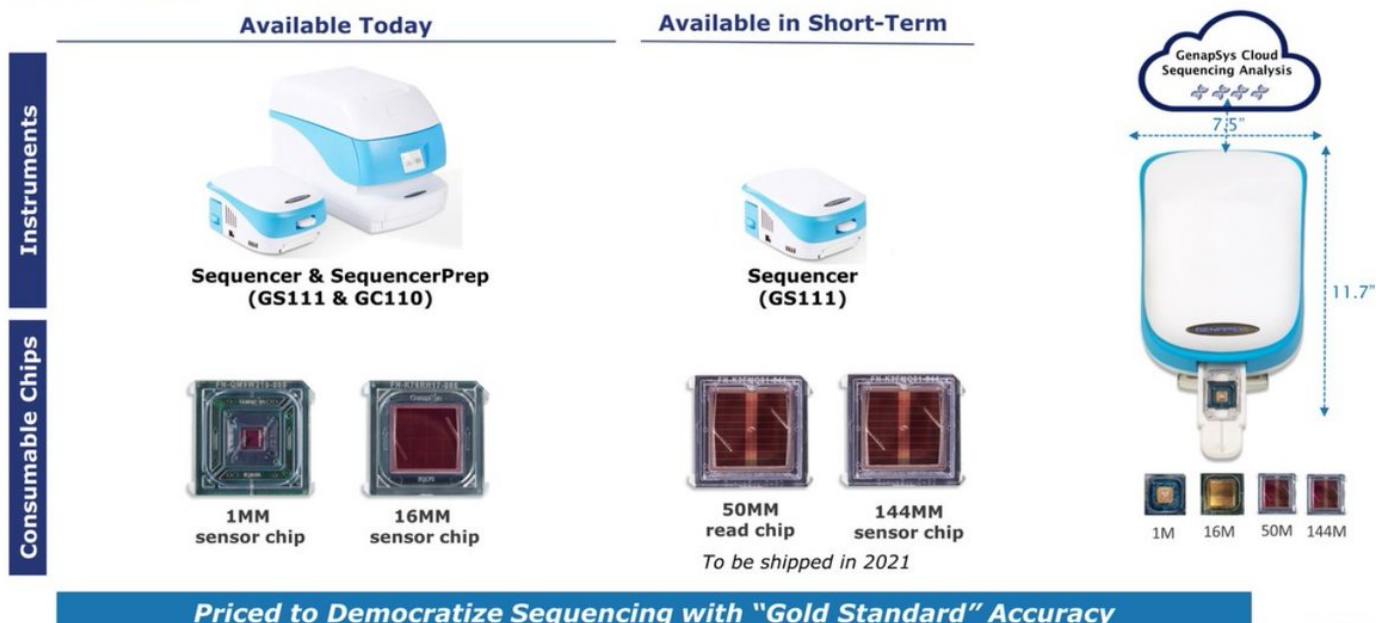 Available Today
Available in Short-Term
GenapSys Cloud
Sequencing Analysis
7.5"
11.7"
Instruments
Sequencer & SequencerPrep
(GS111 & GC110)
Sequencer
(GS111)
GENAPSYS
Consumable Chips
GenapSys
1MM
sensor chip
16MM
sensor chip
50MM
read chip
144MM
sensor chip
To be shipped in 2021
1M
16M
50M
144M
Priced to Democratize Sequencing with “Gold Standard” Accuracy